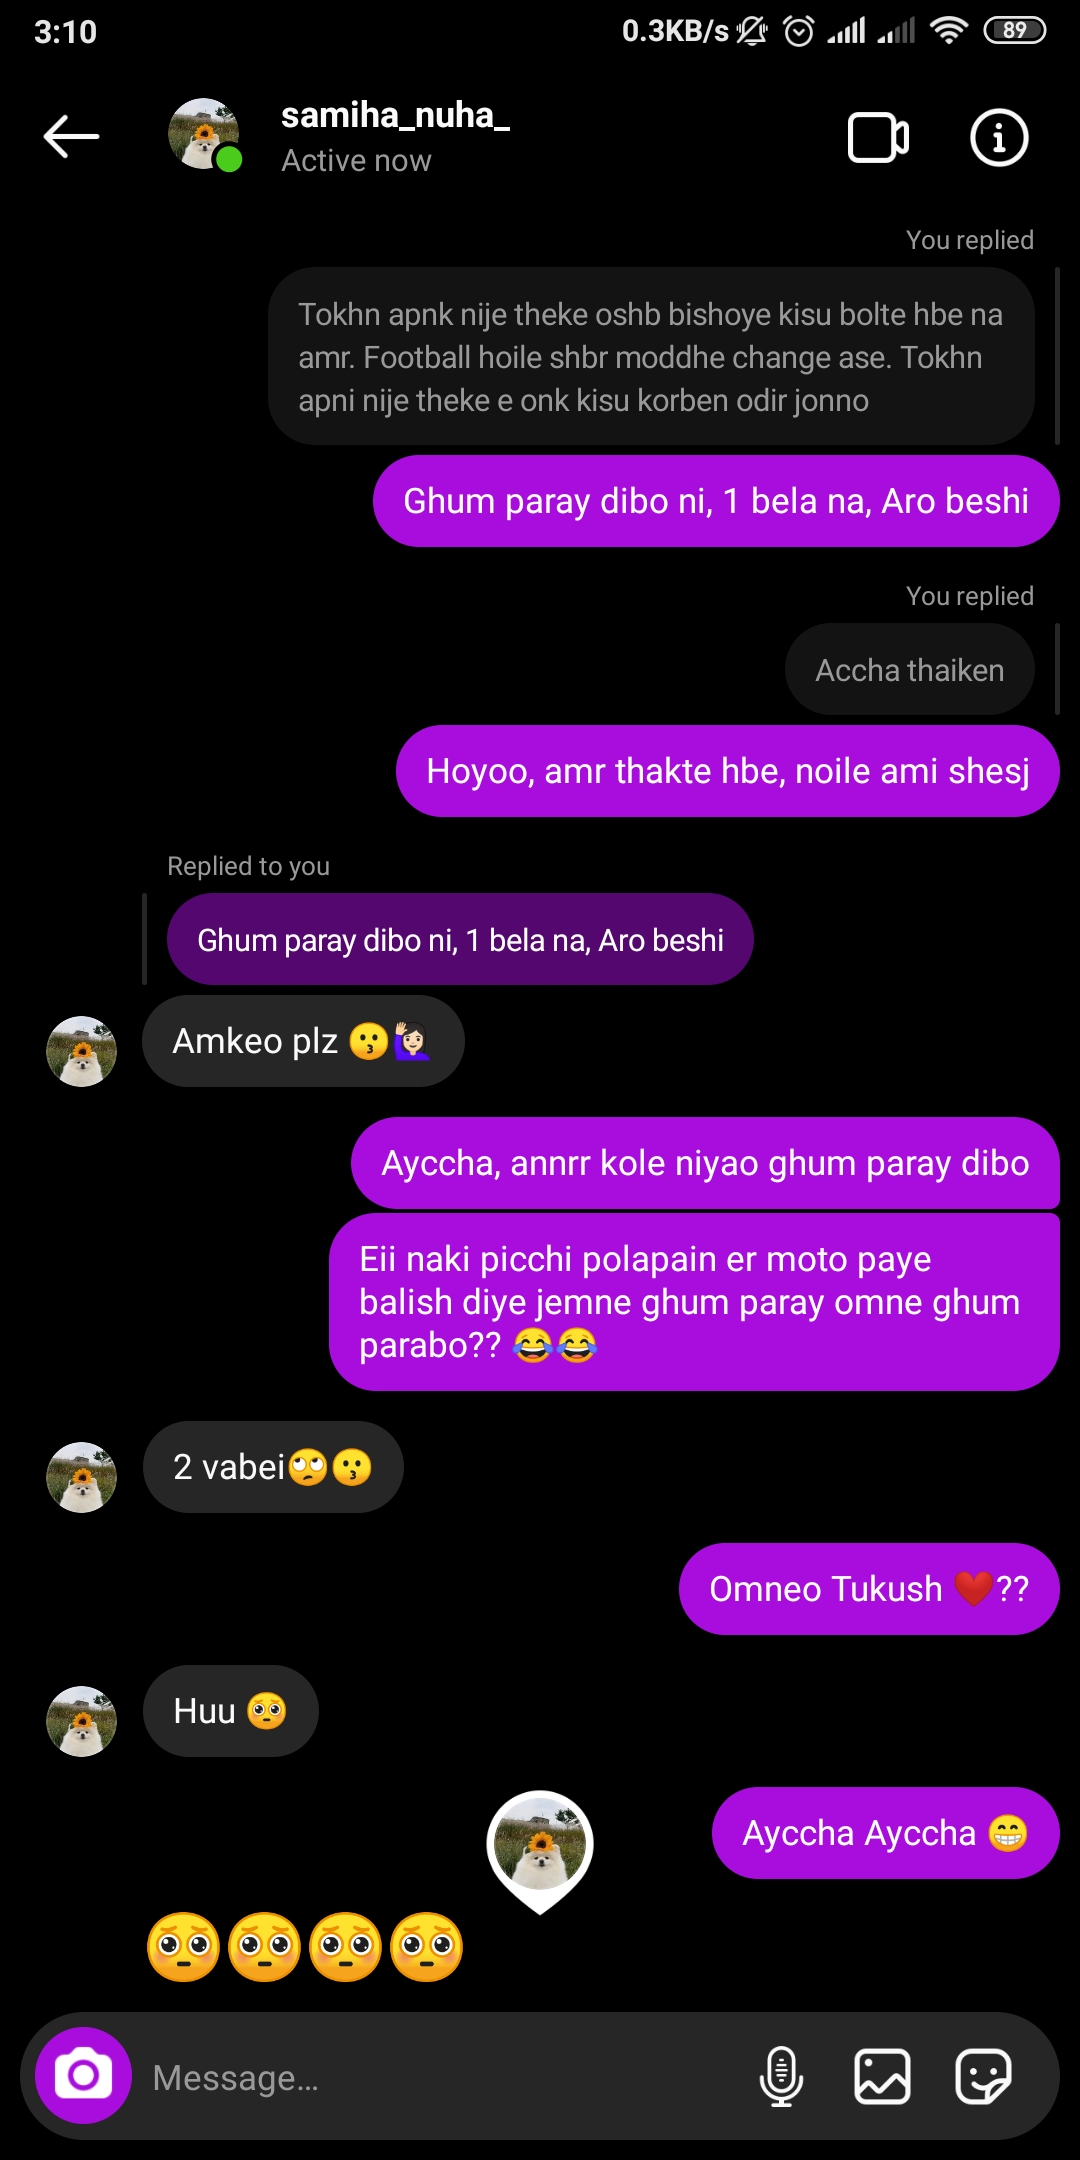 3:10
0.3KB/s
89
samiha_nuha_
Active now
You replied
Tokhn apnk nije theke oshb bishoye kisu bolte hbe na
amr. Football hoile shbr moddhe change ase. Tokhn
apni nije theke e onk kisu korben odir jonno
Ghum paray dibo ni, 1 bela na, Aro beshi
You replied
Accha thaiken
Hoyoo, amr thakte hbe, noile ami shesj
Replied to you
Ghum paray dibo ni, 1 bela na, Aro beshi
Amkeo plz 😗🙋🏻‍♀️
Ayccha, annrr kole niyao ghum paray dibo
Eii naki picchi polapain er moto paye
balish diye jemne ghum paray omne ghum
parabo?? 😂😂
2 vabei🙄😗
Omneo Tukush ❤️??
Huu 🥺
Ayccha Ayccha 😁
🥺🥺🥺🥺
Message...